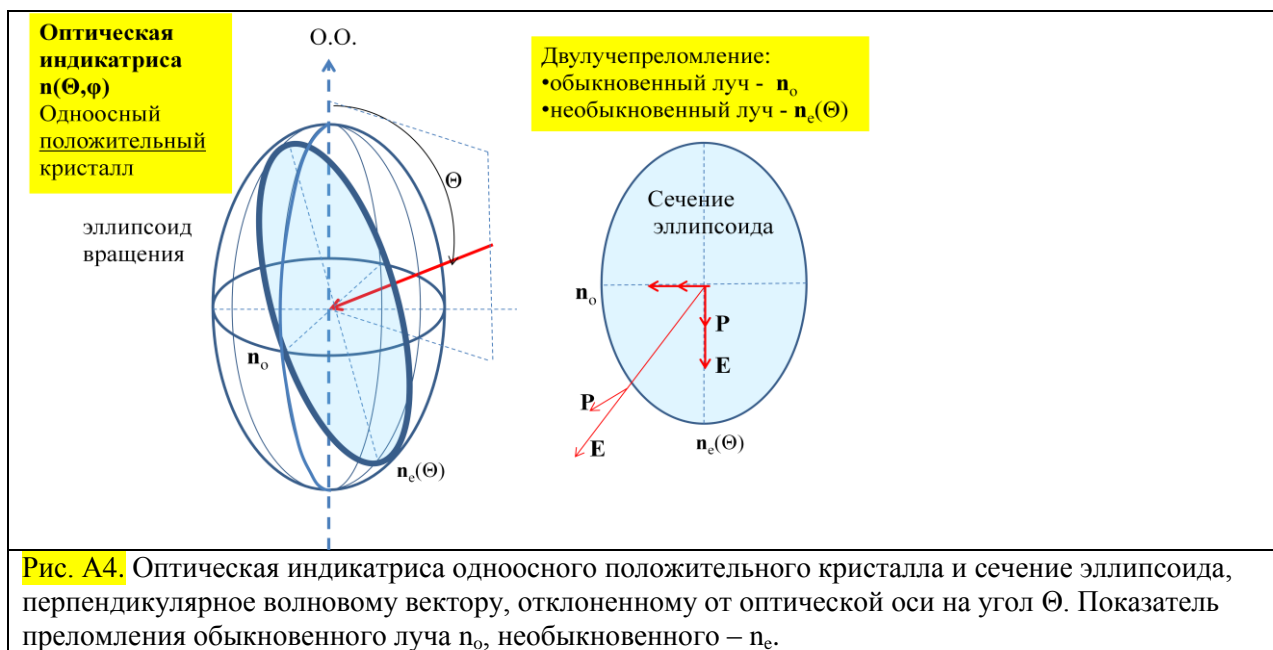 Оптическая
индикатриса
n(Θ,φ)
Одноосный
положительный
кристалл
О.О.
Двулучепреломление:
•обыкновенный луч - nₒ
•необыкновенный луч - nₑ(Θ)
эллипсоид
вращения
Θ
nₒ
nₑ(Θ)
Сечение
эллипсоида
nₒ
P
E
P
E
nₑ(Θ)
Рис. А4. Оптическая индикатриса одноосного положительного кристалла и сечение эллипсоида,
перпендикулярное волновому вектору, отклоненному от оптической оси на угол Θ. Показатель
преломления обыкновенного луча nₒ, необыкновенного – nₑ.